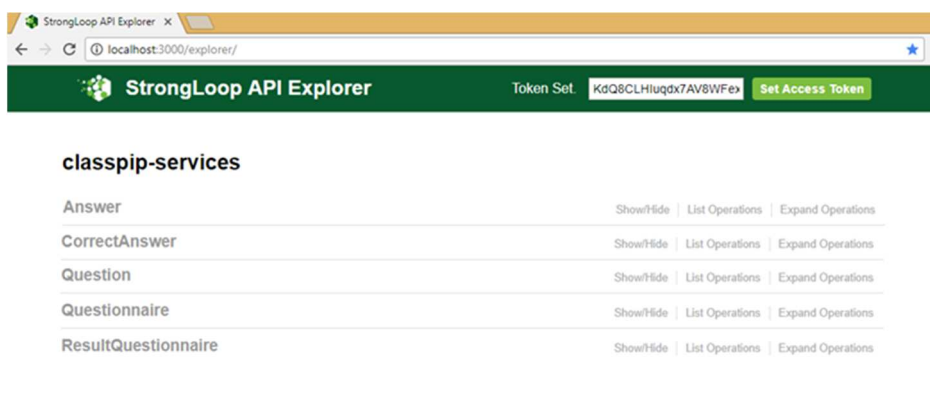 StrongLoop API Explorer
localhost:3000/explorer/
StrongLoop API Explorer Token Set. KdQ8CLHIuqdx7AV8WFex Set Access Token
classpip-services
Answer Show/Hide List Operations Expand Operations
CorrectAnswer Show/Hide List Operations Expand Operations
Question Show/Hide List Operations Expand Operations
Questionnaire Show/Hide List Operations Expand Operations
ResultQuestionnaire Show/Hide List Operations Expand Operations